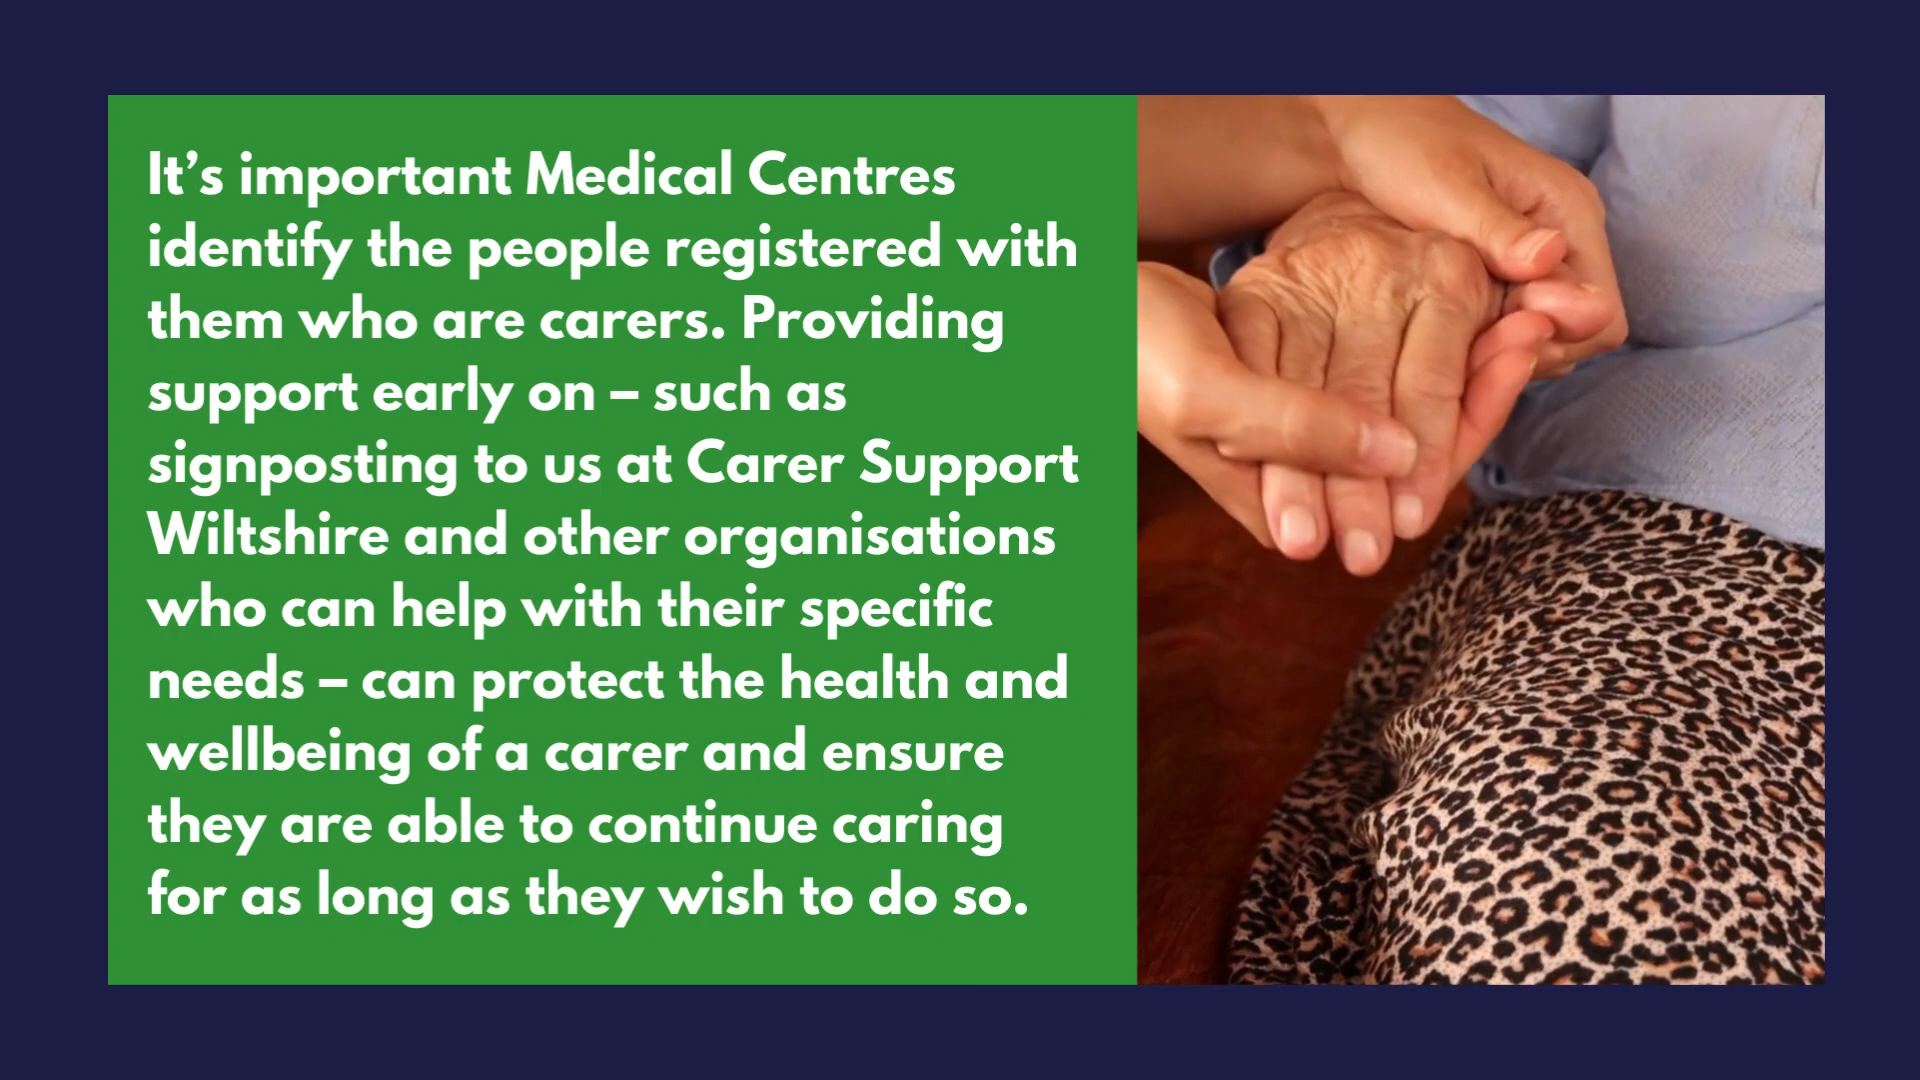 It’s important Medical Centres
identify the people registered with
them who are carers. Providing
support early on – such as
signposting to us at Carer Support
Wiltshire and other organisations
who can help with their specific
needs – can protect the health and
wellbeing of a carer and ensure
they are able to continue caring
for as long as they wish to do so.